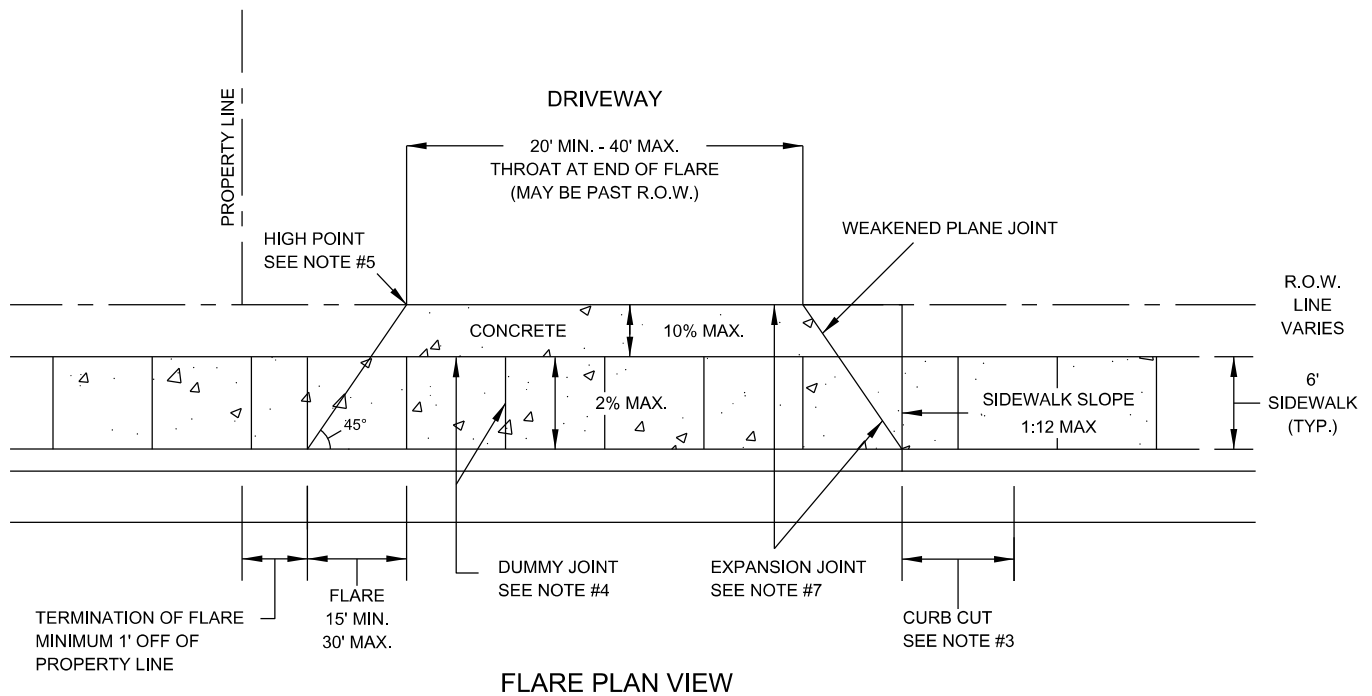 PROPERTY LINE
DRIVEWAY
20' MIN. - 40' MAX.
THROAT AT END OF FLARE
(MAY BE PAST R.O.W.)
HIGH POINT
SEE NOTE #5
WEAKENED PLANE JOINT
R.O.W.
LINE
VARIES
CONCRETE
10% MAX.
45°
2% MAX.
SIDEWALK SLOPE
1:12 MAX
6'
SIDEWALK
(TYP.)
TERMINATION OF FLARE
MINIMUM 1' OFF OF
PROPERTY LINE
FLARE
15' MIN.
30' MAX.
DUMMY JOINT
SEE NOTE #4
EXPANSION JOINT
SEE NOTE #7
CURB CUT
SEE NOTE #3
FLARE PLAN VIEW